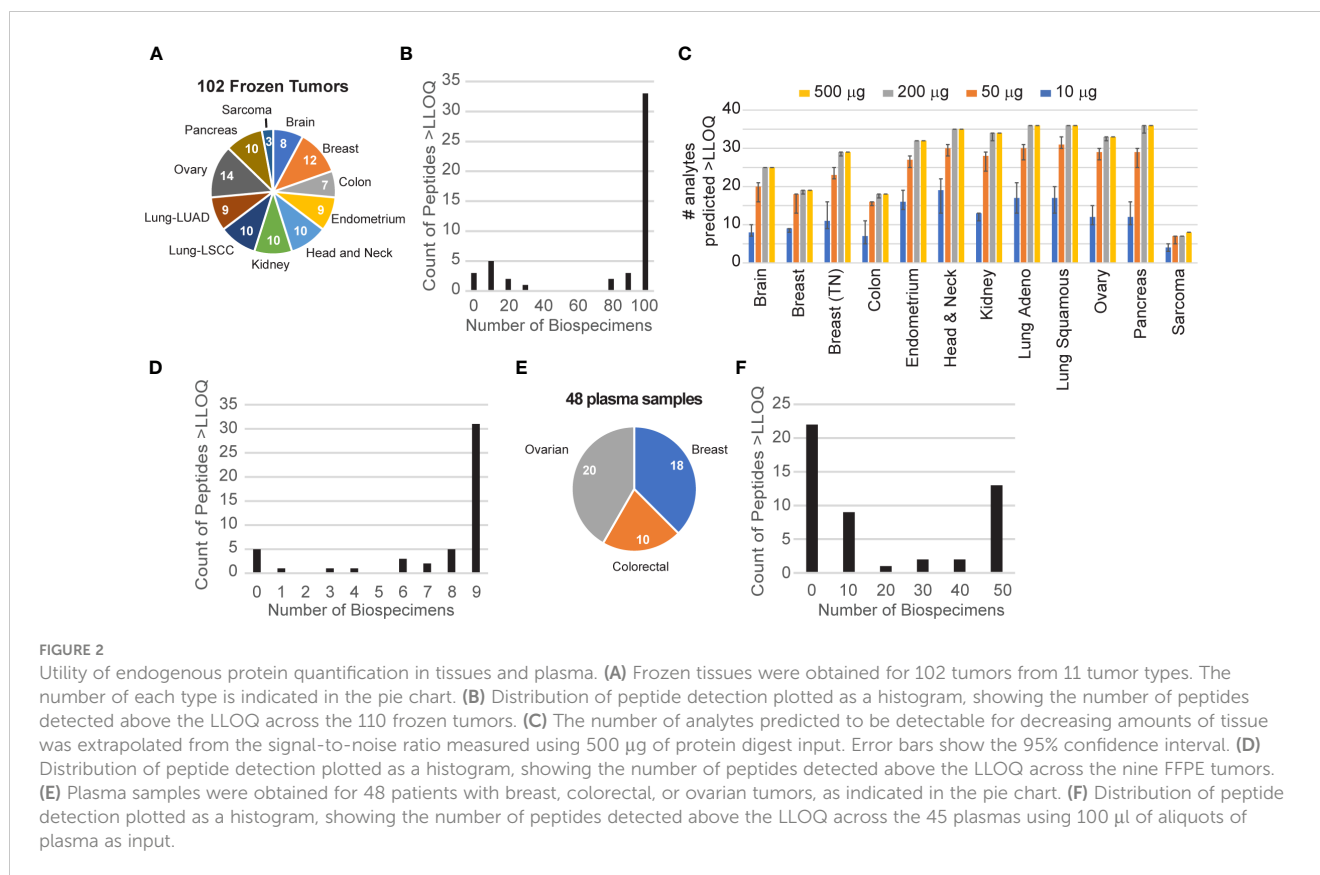 A
102 Frozen Tumors
Sarcoma
Brain
Pancreas
Breast
Ovary
Colon
Lung-LUAD
Endometrium
Lung-LSCC
Head and Neck
Kidney
3
8
12
7
9
10
10
10
9
14
10
B
Count of Peptides >LLOQ
35
30
25
20
15
10
5
0
0 20 40 60 80 100
Number of Biospecimens
C
500 µg 200 µg 50 µg 10 µg
# analytes
predicted >LLOQ
40
30
20
10
0
Brain
Breast
Breast (TN)
Colon
Endometrium
Head & Neck
Kidney
Lung Adeno
Lung Squamous
Ovary
Pancreas
Sarcoma
D
Count of Peptides >LLOQ
35
30
25
20
15
10
5
0
0 1 2 3 4 5 6 7 8 9
Number of Biospecimens
E
48 plasma samples
Ovarian
Breast
20
18
10
Colorectal
F
Count of Peptides >LLOQ
25
20
15
10
5
0
0 10 20 30 40 50
Number of Biospecimens
FIGURE 2
Utility of endogenous protein quantification in tissues and plasma. (A) Frozen tissues were obtained for 102 tumors from 11 tumor types. The
number of each type is indicated in the pie chart. (B) Distribution of peptide detection plotted as a histogram, showing the number of peptides
detected above the LLOQ across the 110 frozen tumors. (C) The number of analytes predicted to be detectable for decreasing amounts of tissue
was extrapolated from the signal-to-noise ratio measured using 500 µg of protein digest input. Error bars show the 95% confidence interval. (D)
Distribution of peptide detection plotted as a histogram, showing the number of peptides detected above the LLOQ across the nine FFPE tumors.
(E) Plasma samples were obtained for 48 patients with breast, colorectal, or ovarian tumors, as indicated in the pie chart. (F) Distribution of peptide
detection plotted as a histogram, showing the number of peptides detected above the LLOQ across the 45 plasmas using 100 µl of aliquots of
plasma as input.